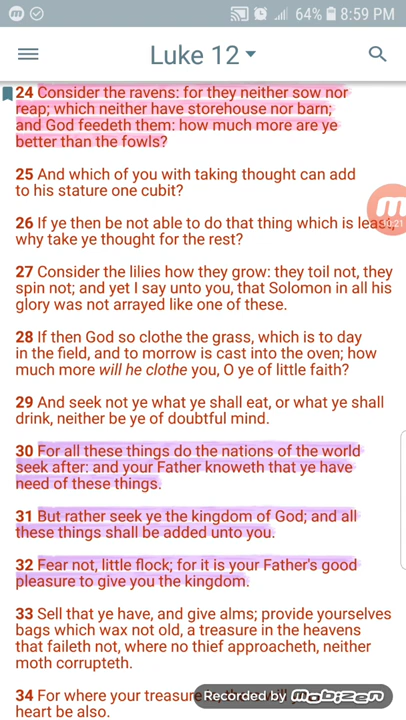 64% 8:59 PM
Luke 12
24 Consider the ravens: for they neither sow nor
reap; which neither have storehouse nor barn;
and God feedeth them: how much more are ye
better than the fowls?
25 And which of you with taking thought can add
to his stature one cubit?
26 If ye then be not able to do that thing which is least,
why take ye thought for the rest?
27 Consider the lilies how they grow: they toil not, they
spin not; and yet I say unto you, that Solomon in all his
glory was not arrayed like one of these.
28 If then God so clothe the grass, which is to day
in the field, and to morrow is cast into the oven; how
much more will he clothe you, O ye of little faith?
29 And seek not ye what ye shall eat, or what ye shall
drink, neither be ye of doubtful mind.
30 For all these things do the nations of the world
seek after: and your Father knoweth that ye have
need of these things.
31 But rather seek ye the kingdom of God; and all
these things shall be added unto you.
32 Fear not, little flock; for it is your Father's good
pleasure to give you the kingdom.
33 Sell that ye have, and give alms; provide yourselves
bags which wax not old, a treasure in the heavens
that faileth not, where no thief approacheth, neither
moth corrupteth.
34 For where your treasure
heart be also.
Recorded by Mobizen